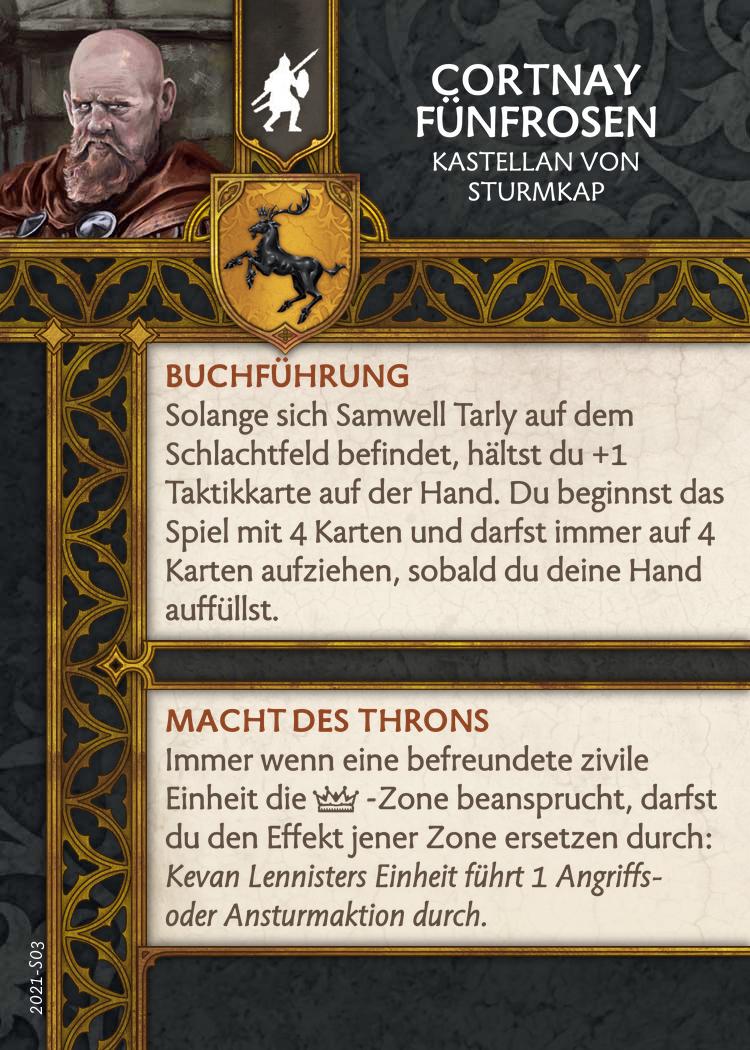 CORTNAY
FÜNFROSEN
KASTELLAN VON
STURMKAP
BUCHFÜHRUNG
Solange sich Samwell Tarly auf dem
Schlachtfeld befindet, hältst du +1
Taktikkarte auf der Hand. Du beginnst das
Spiel mit 4 Karten und darfst immer auf 4
Karten aufziehen, sobald du deine Hand
auffüllst.
MACHT DES THRONS
Immer wenn eine befreundete zivile
Einheit die -Zone beansprucht, darfst
du den Effekt jener Zone ersetzen durch:
Kevan Lennisters Einheit führt 1 Angriffs-
oder Ansturmaktion durch.
2021-S03